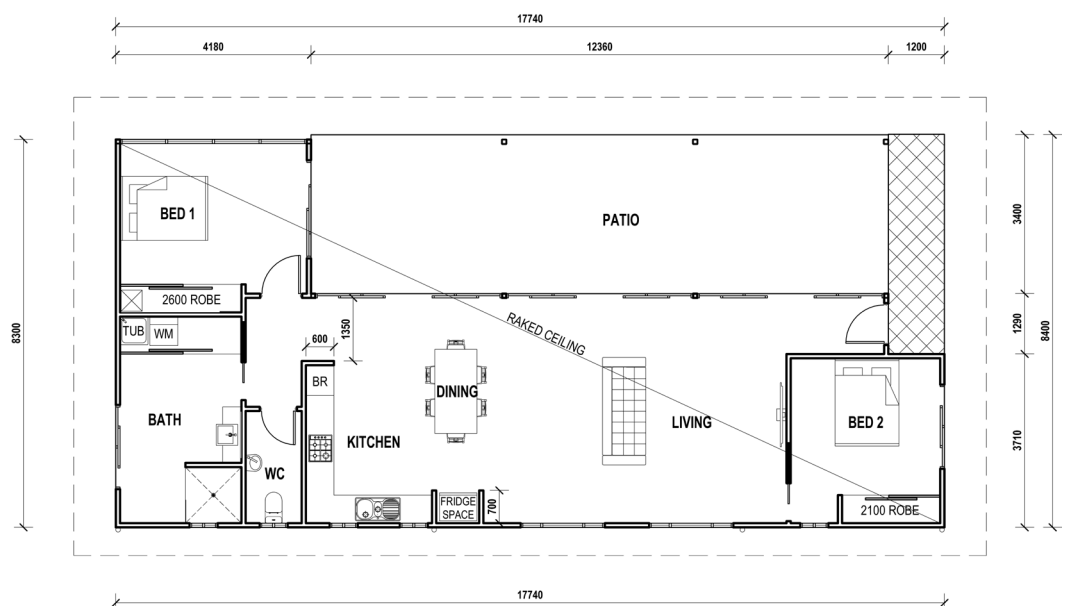 17740
4180
12360
1200
BED 1
PATIO
3400
2600 ROBE
TUB
WM
600
1350
RAKED CEILING
1290
8300
8400
BR
DINING
BATH
KITCHEN
LIVING
BED 2
3710
WC
FRIDGE
SPACE
700
2100 ROBE
17740